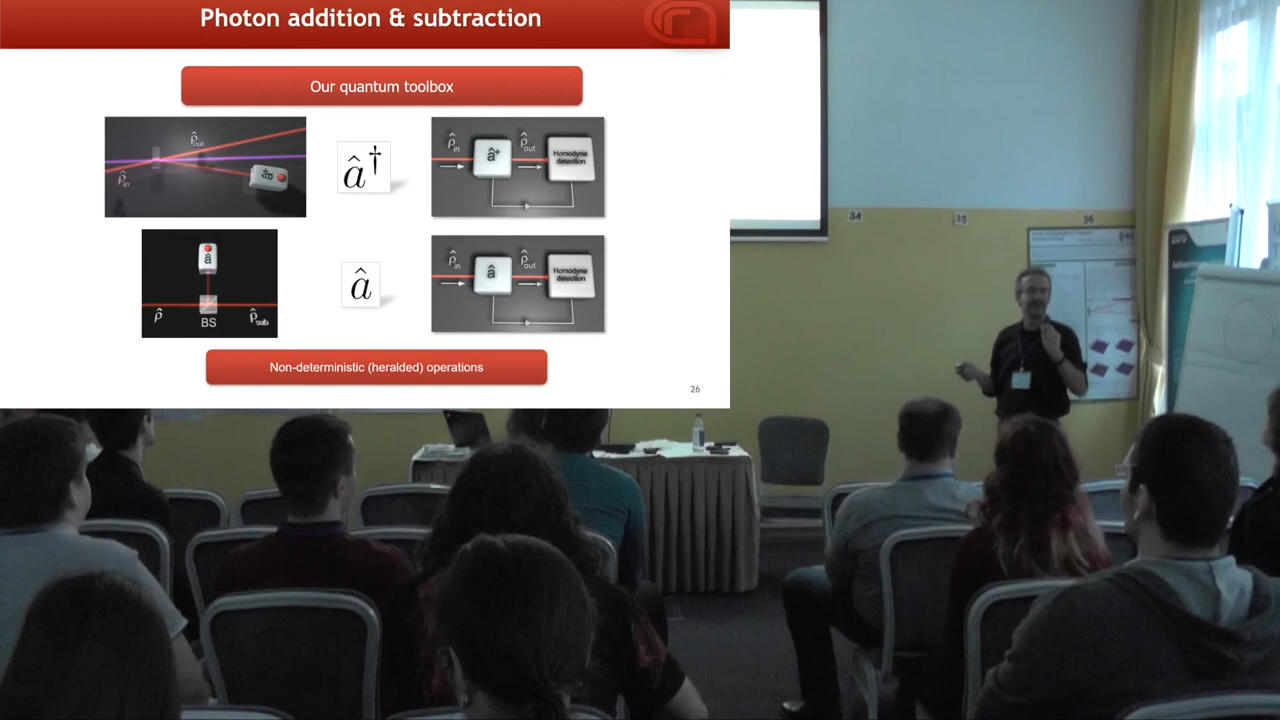 Photon addition & subtraction
Our quantum toolbox
ρ̂out
ρ̂in
â†
ρ̂in
â⁺
ρ̂out
Homodyne
detection
â
ρ̂
BS
ρ̂sub
â
ρ̂in
â
ρ̂out
Homodyne
detection
Non-deterministic (heralded) operations
26
34
35
36